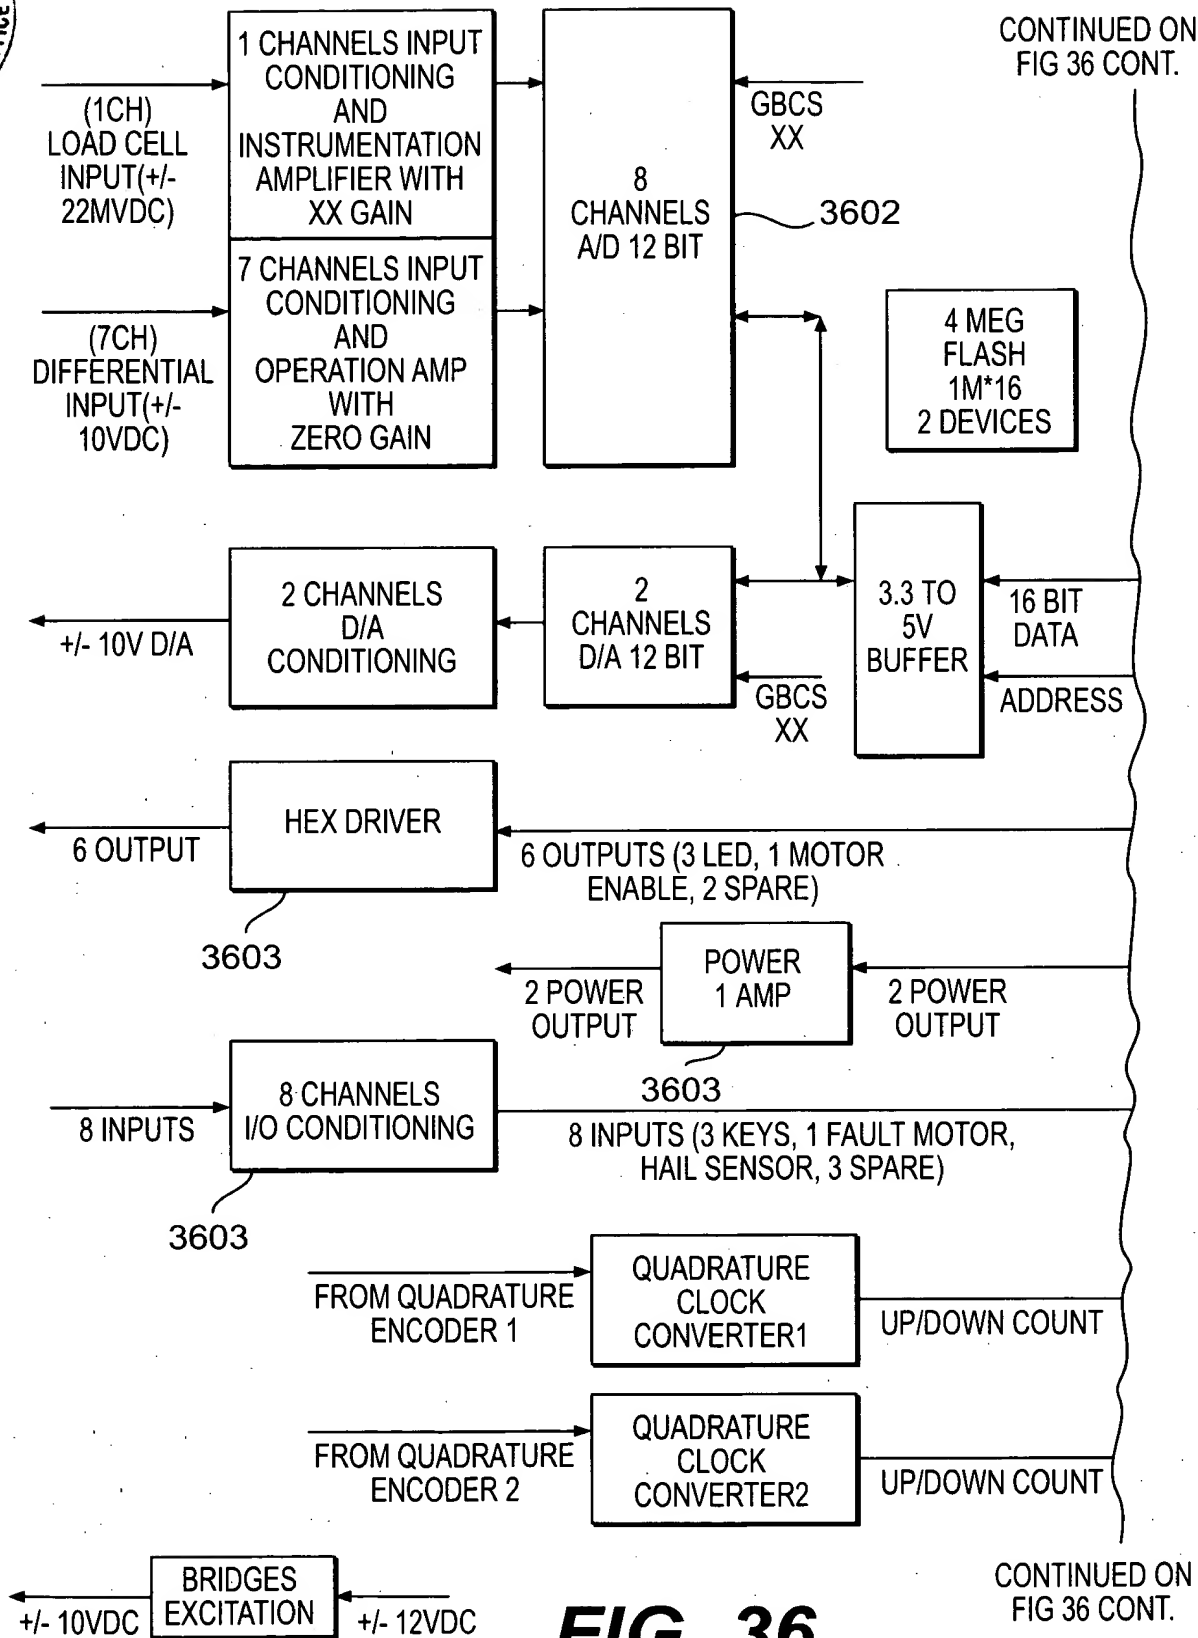 CONTINUED ON
FIG 36 CONT.
1 CHANNELS INPUT
CONDITIONING
AND
INSTRUMENTATION
AMPLIFIER WITH
XX GAIN
(1CH)
LOAD CELL
INPUT(+/-
22MVDC)
8
CHANNELS
A/D 12 BIT
GBCS
XX
3602
7 CHANNELS INPUT
CONDITIONING
AND
OPERATION AMP
WITH
ZERO GAIN
(7CH)
DIFFERENTIAL
INPUT(+/-
10VDC)
4 MEG
FLASH
1M*16
2 DEVICES
2 CHANNELS
D/A
CONDITIONING
+/- 10V D/A
2
CHANNELS
D/A 12 BIT
GBCS
XX
3.3 TO
5V
BUFFER
16 BIT
DATA
ADDRESS
HEX DRIVER
6 OUTPUT
6 OUTPUTS (3 LED, 1 MOTOR
ENABLE, 2 SPARE)
3603
POWER
1 AMP
2 POWER
OUTPUT
2 POWER
OUTPUT
3603
8 CHANNELS
I/O CONDITIONING
8 INPUTS
8 INPUTS (3 KEYS, 1 FAULT MOTOR,
HAIL SENSOR, 3 SPARE)
3603
QUADRATURE
CLOCK
CONVERTER1
FROM QUADRATURE
ENCODER 1
UP/DOWN COUNT
QUADRATURE
CLOCK
CONVERTER2
FROM QUADRATURE
ENCODER 2
UP/DOWN COUNT
BRIDGES
EXCITATION
+/- 10VDC
+/- 12VDC
CONTINUED ON
FIG 36 CONT.
FIG. 36